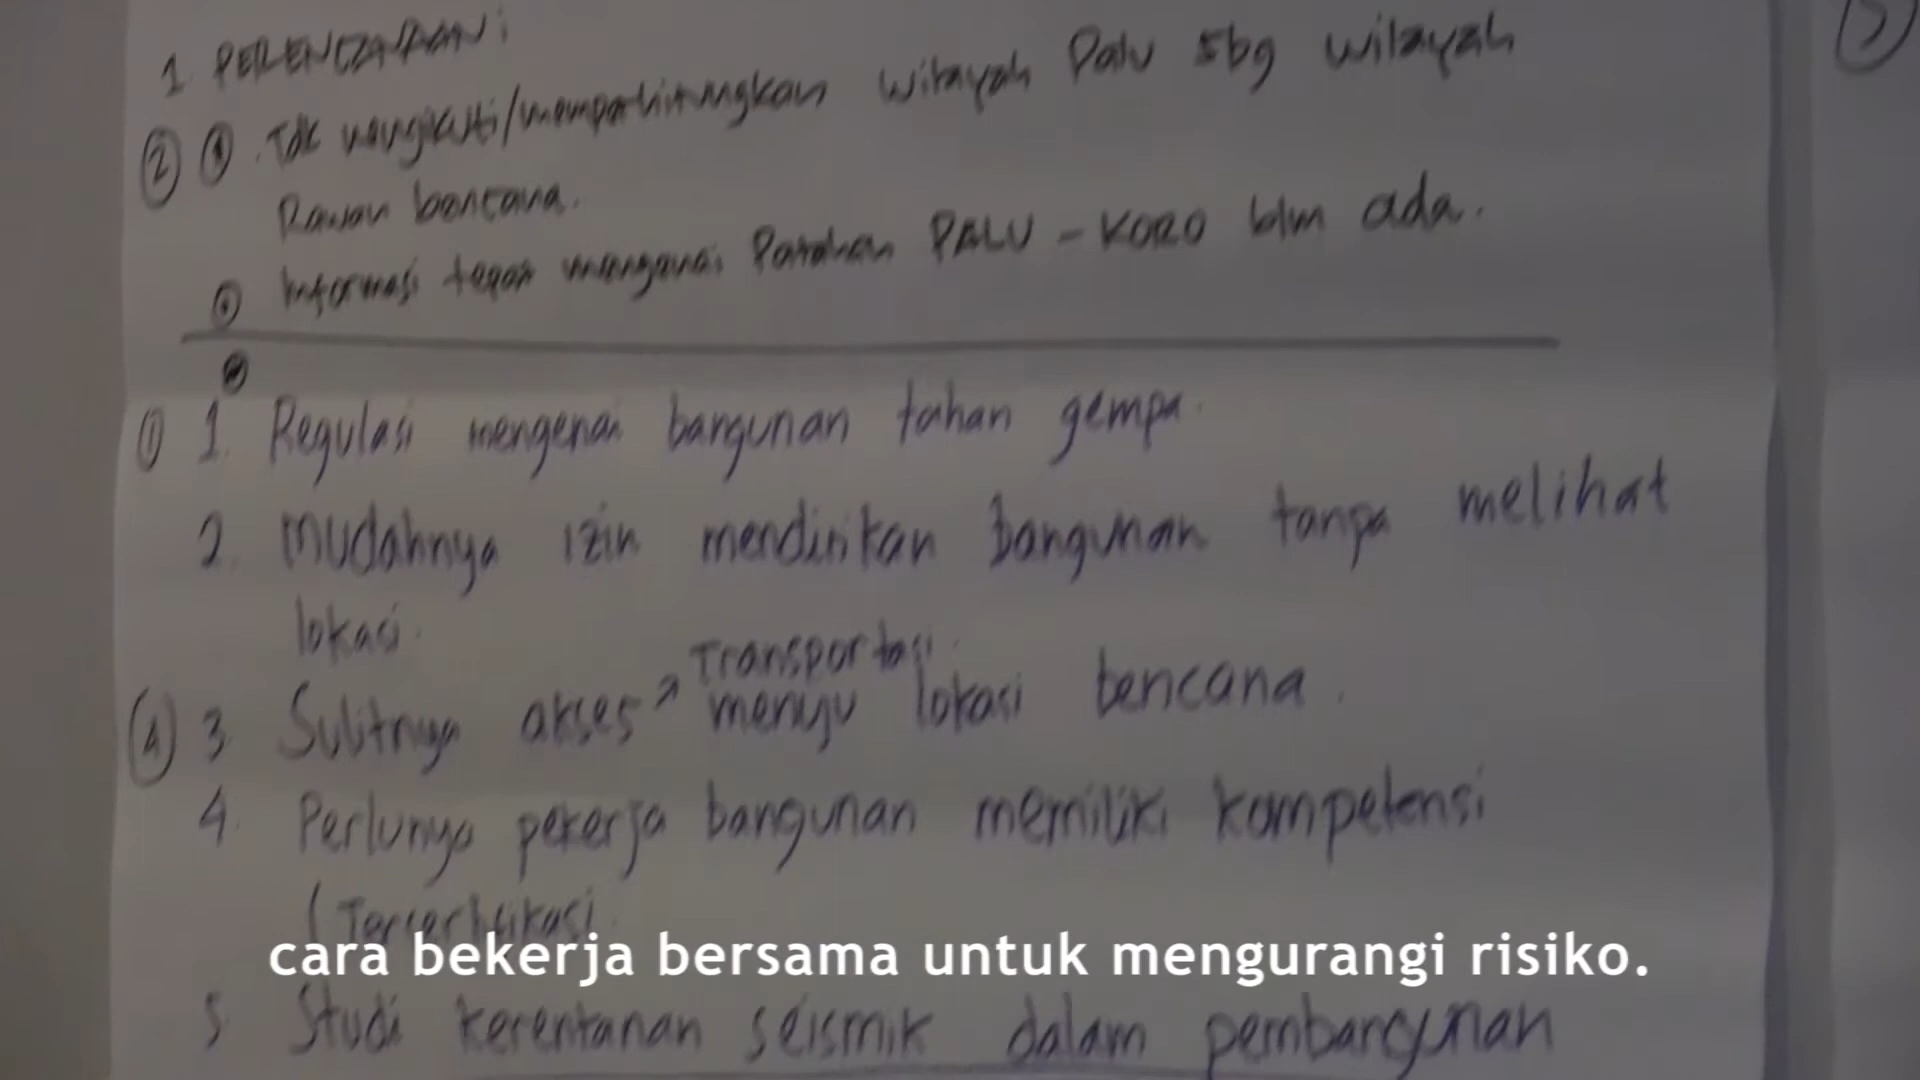 1 PERENCANAAN:
② ① Tdk mengikuti/memperhitungkan wilayah Palu sbg wilayah
Rawan bencana.
Informasi tegas mengenai Patahan PALU - KORO blm ada.
① 1. Regulasi mengenai bangunan tahan gempa.
2. Mudahnya izin mendirikan bangunan tanpa melihat
lokasi.
Transportasi
④ 3 Sulitnya akses menuju lokasi bencana.
4. Perlunya pekerja bangunan memiliki kompetensi
(Tersertifikasi
cara bekerja bersama untuk mengurangi risiko.
5 Studi kerentanan seismik dalam pembangunan